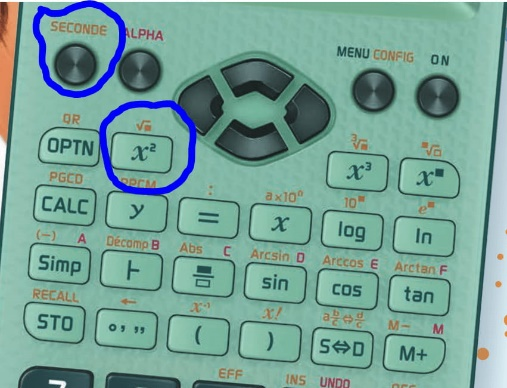 SECONDE ALPHA MENU CONFIG ON
QR √■ ³√■ ■√□
OPTN x² x³ x■
PGCD PPCM : a×10ⁿ 10■ e■
CALC y = x log ln
(−) A Décomp B Abs C Arcsin D Arccos E Arctan F
Simp ⊢ sin cos tan
RECALL ← x! a b/c ⇔ d/c M− M
STO o , ,, ( ) S⇔D M+
EFF INS UNDO